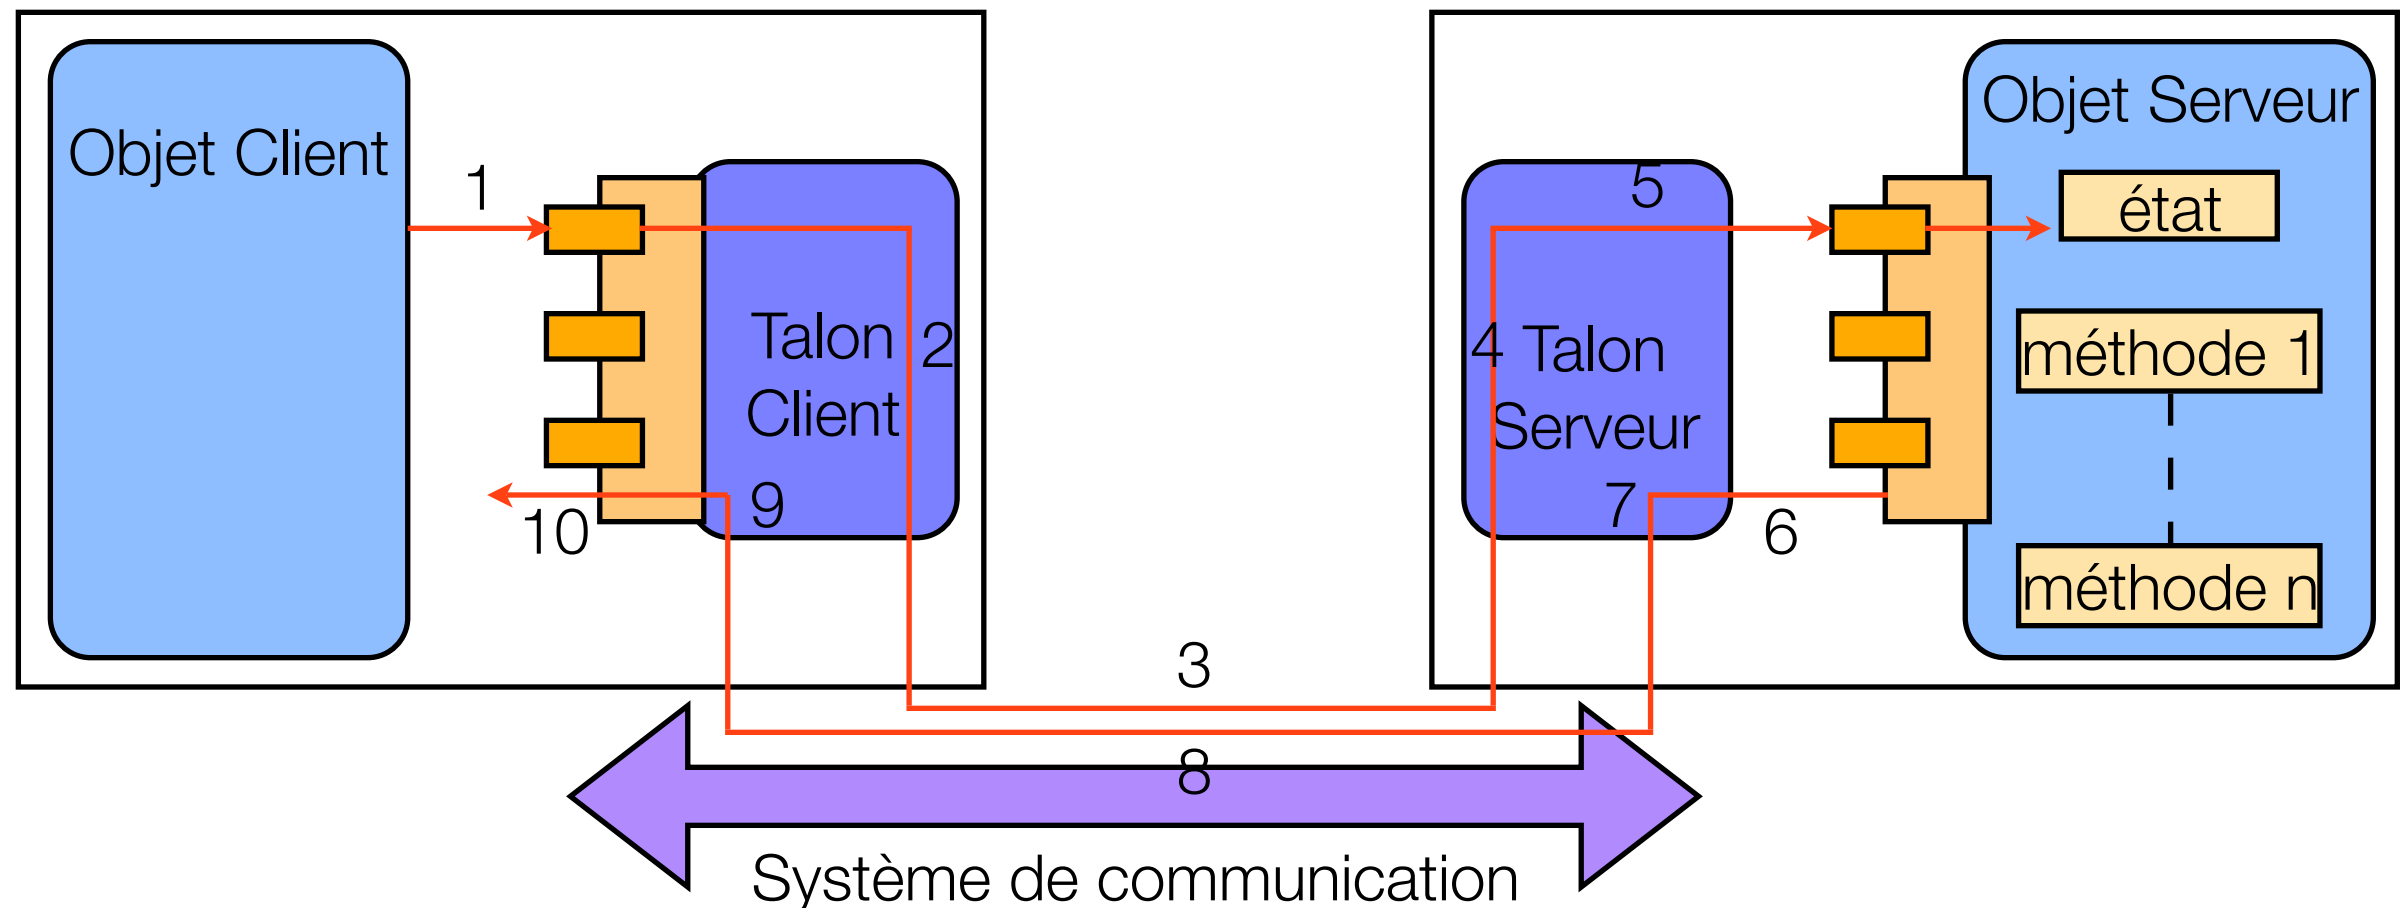 Objet Client
1
Talon
Client
2
9
10
3
8
Système de communication
5
4
Talon
Serveur
7
6
Objet Serveur
état
méthode 1
méthode n